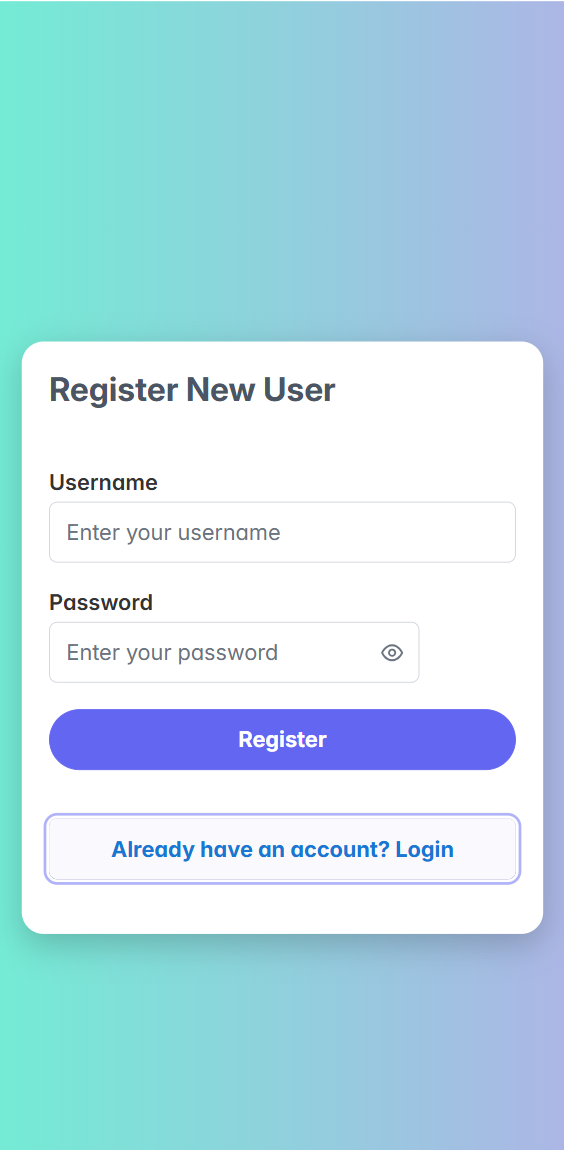 Register New User
Username
Enter your username
Password
Enter your password
Register
Already have an account? Login